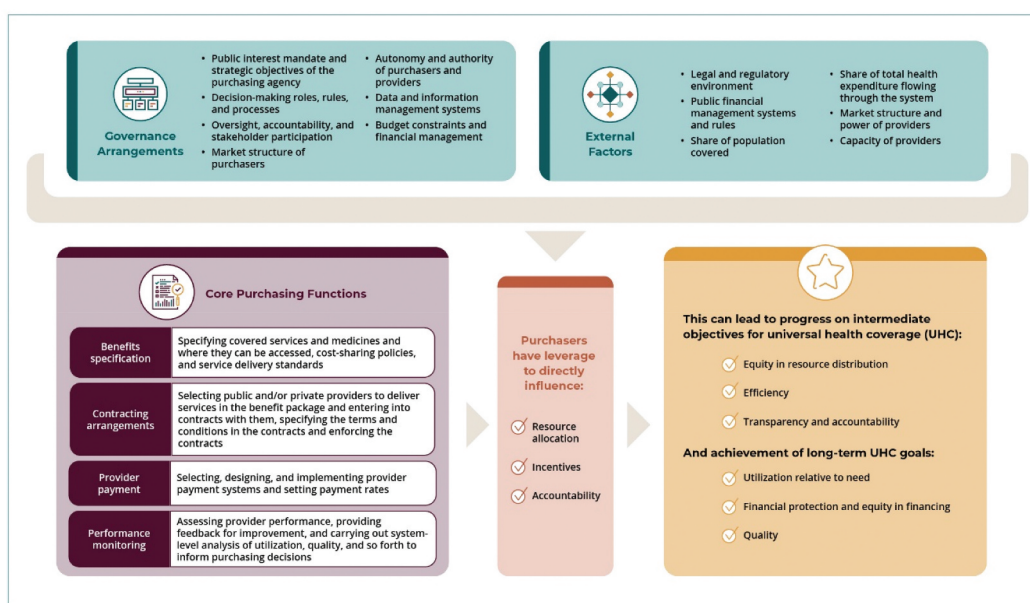 Governance
Arrangements
• Public interest mandate and
strategic objectives of the
purchasing agency
• Decision-making roles, rules,
and processes
• Oversight, accountability, and
stakeholder participation
• Market structure of
purchasers
• Autonomy and authority
of purchasers and
providers
• Data and information
management systems
• Budget constraints and
financial management
External
Factors
• Legal and regulatory
environment
• Public financial
management systems
and rules
• Share of population
covered
• Share of total health
expenditure flowing
through the system
• Market structure and
power of providers
• Capacity of providers
Core Purchasing Functions
Benefits
specification
Specifying covered services and medicines and
where they can be accessed, cost-sharing policies,
and service delivery standards
Contracting
arrangements
Selecting public and/or private providers to deliver
services in the benefit package and entering into
contracts with them, specifying the terms and
conditions in the contracts and enforcing the
contracts
Provider
payment
Selecting, designing, and implementing provider
payment systems and setting payment rates
Performance
monitoring
Assessing provider performance, providing
feedback for improvement, and carrying out system-
level analysis of utilization, quality, and so forth to
inform purchasing decisions
Purchasers
have leverage
to directly
influence:
Resource
allocation
Incentives
Accountability
This can lead to progress on intermediate
objectives for universal health coverage (UHC):
Equity in resource distribution
Efficiency
Transparency and accountability
And achievement of long-term UHC goals:
Utilization relative to need
Financial protection and equity in financing
Quality